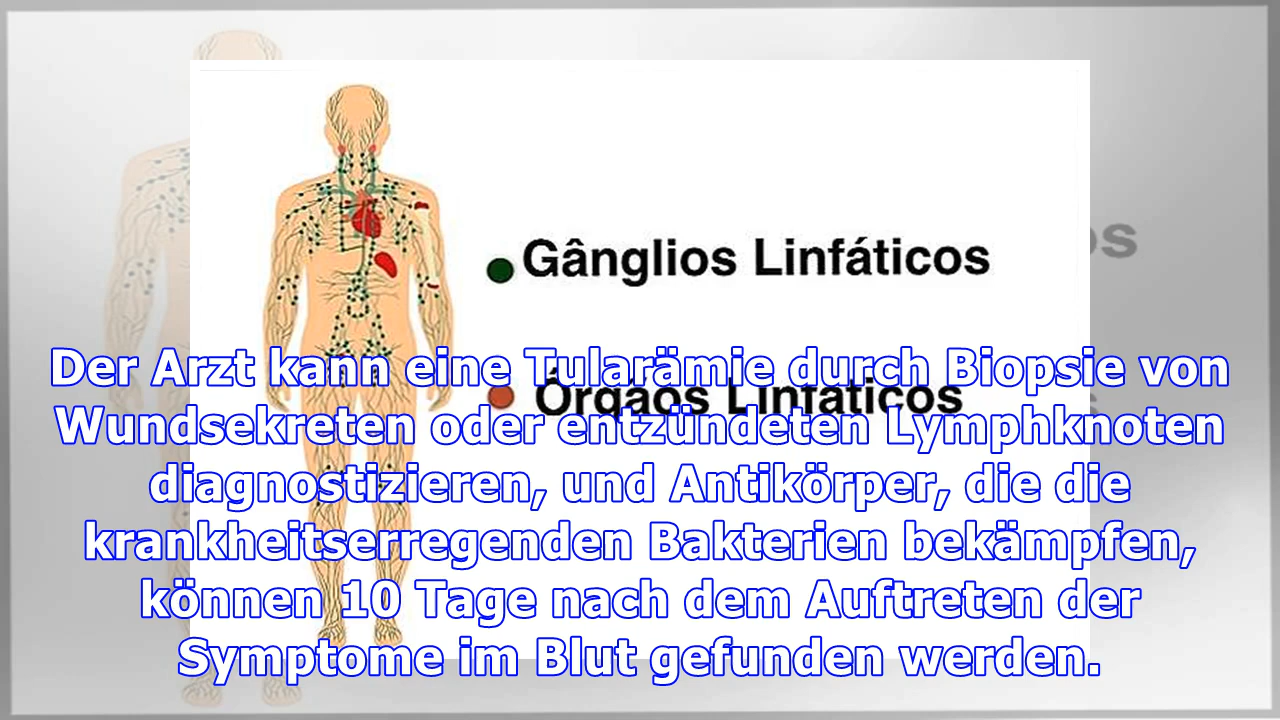 Gânglios Linfáticos
Órgãos Linfáticos
Der Arzt kann eine Tularämie durch Biopsie von
Wundsekreten oder entzündeten Lymphknoten
diagnostizieren, und Antikörper, die die
krankheitserregenden Bakterien bekämpfen,
können 10 Tage nach dem Auftreten der
Symptome im Blut gefunden werden.